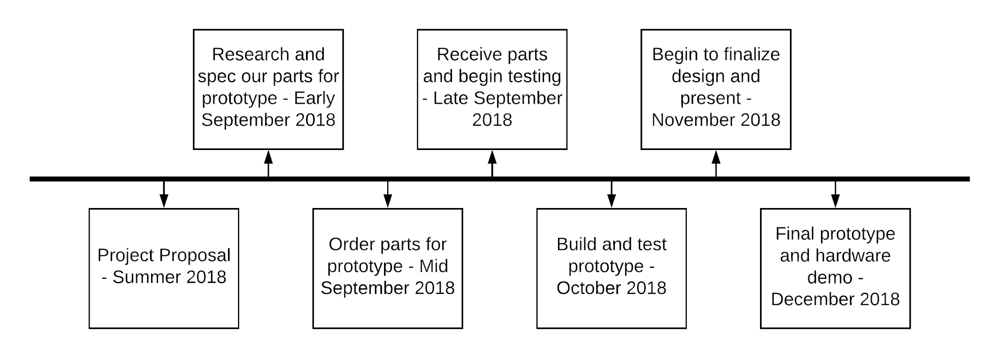 Research and
spec our parts for
prototype - Early
September 2018
Receive parts
and begin testing
- Late September
2018
Begin to finalize
design and
present -
November 2018
Project Proposal
- Summer 2018
Order parts for
prototype - Mid
September 2018
Build and test
prototype -
October 2018
Final prototype
and hardware
demo -
December 2018